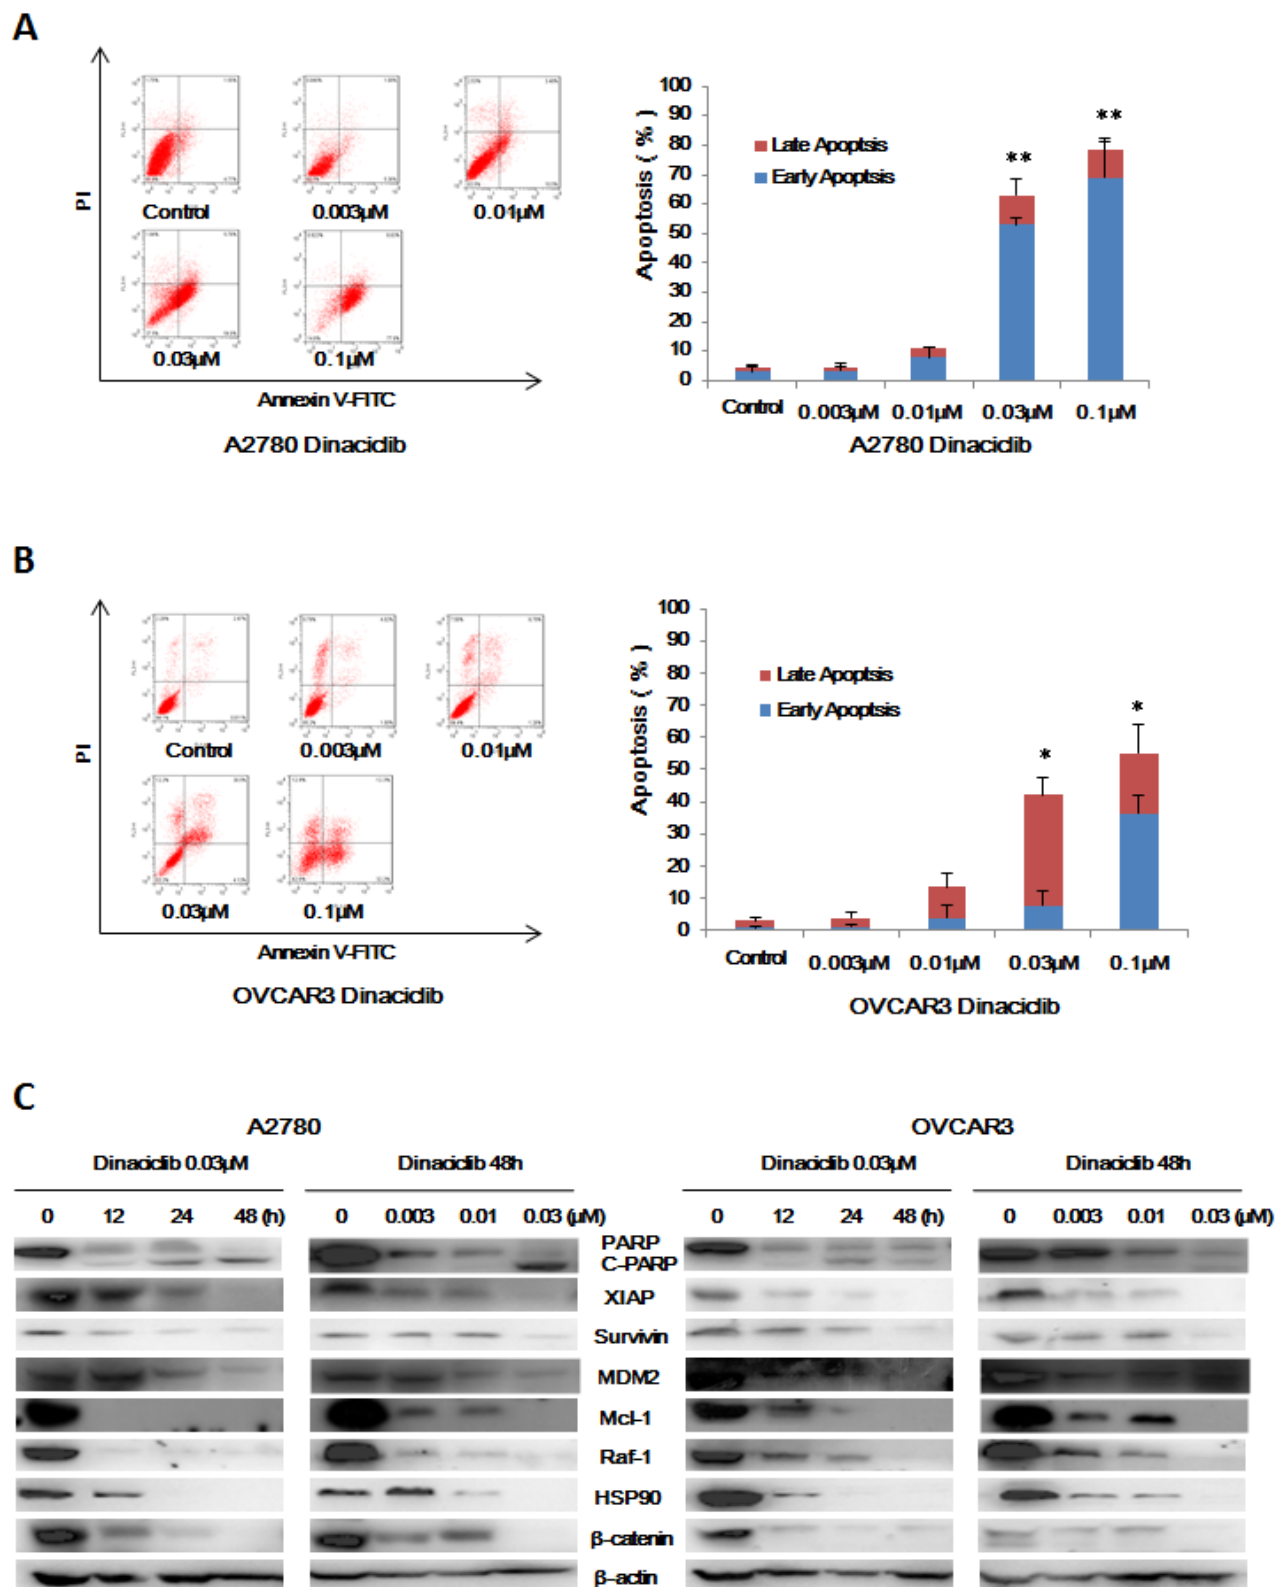 A
PI
Control
0.003µM
0.01µM
0.03µM
0.1µM
Annexin V-FITC
A2780 Dinaciclib
Apoptosis ( % )
100
90
80
70
60
50
40
30
20
10
0
Late Apoptsis
Early Apoptsis
**
**
Control 0.003µM 0.01µM 0.03µM 0.1µM
A2780 Dinaciclib
B
PI
Control
0.003µM
0.01µM
0.03µM
0.1µM
Annexin V-FITC
OVCAR3 Dinaciclib
Apoptosis ( % )
100
90
80
70
60
50
40
30
20
10
0
Late Apoptsis
Early Apoptsis
*
*
Control 0.003µM 0.01µM 0.03µM 0.1µM
OVCAR3 Dinaciclib
C
A2780
OVCAR3
Dinaciclib 0.03µM
Dinaciclib 48h
Dinaciclib 0.03µM
Dinaciclib 48h
0 12 24 48 (h)
0 0.003 0.01 0.03 (µM)
0 12 24 48 (h)
0 0.003 0.01 0.03 (µM)
PARP
C-PARP
XIAP
Survivin
MDM2
Mcl-1
Raf-1
HSP90
β-catenin
β-actin